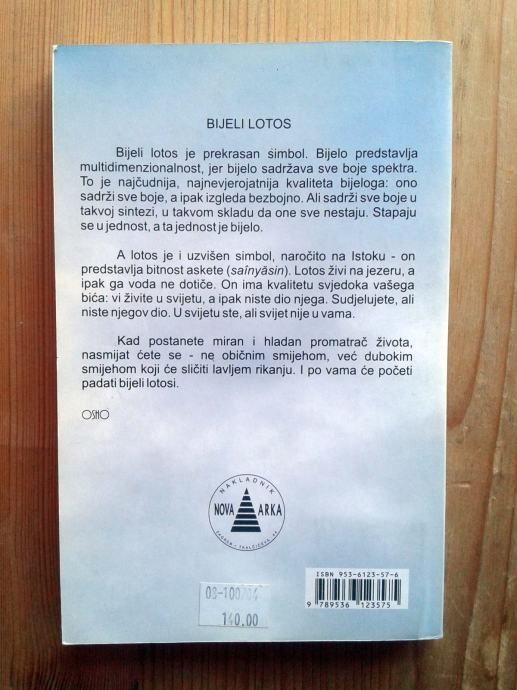 BIJELI LOTOS
Bijeli lotos je prekrasan simbol. Bijelo predstavlja
multidimenzionalnost, jer bijelo sadržava sve boje spektra.
To je najčudnija, najnevjerojatnija kvaliteta bijeloga: ono
sadrži sve boje, a ipak izgleda bezbojno. Ali sadrži sve boje u
takvoj sintezi, u takvom skladu da one sve nestaju. Stapaju
se u jednost, a ta jednost je bijelo.
A lotos je i uzvišen simbol, naročito na Istoku - on
predstavlja bitnost askete (saînyāsin). Lotos živi na jezeru, a
ipak ga voda ne dotiče. On ima kvalitetu svjedoka vašega
bića: vi živite u svijetu, a ipak niste dio njega. Sudjelujete, ali
niste njegov dio. U svijetu ste, ali svijet nije u vama.
Kad postanete miran i hladan promatrač života,
nasmijat ćete se - ne običnim smijehom, već dubokim
smijehom koji će sličiti lavljem rikanju. I po vama će početi
padati bijeli lotosi.
OSHO
NAKLADNIK
NOVA ARKA
ZAGREB -
ISBN 953-6123-57-6
9 789536 123575
140.00